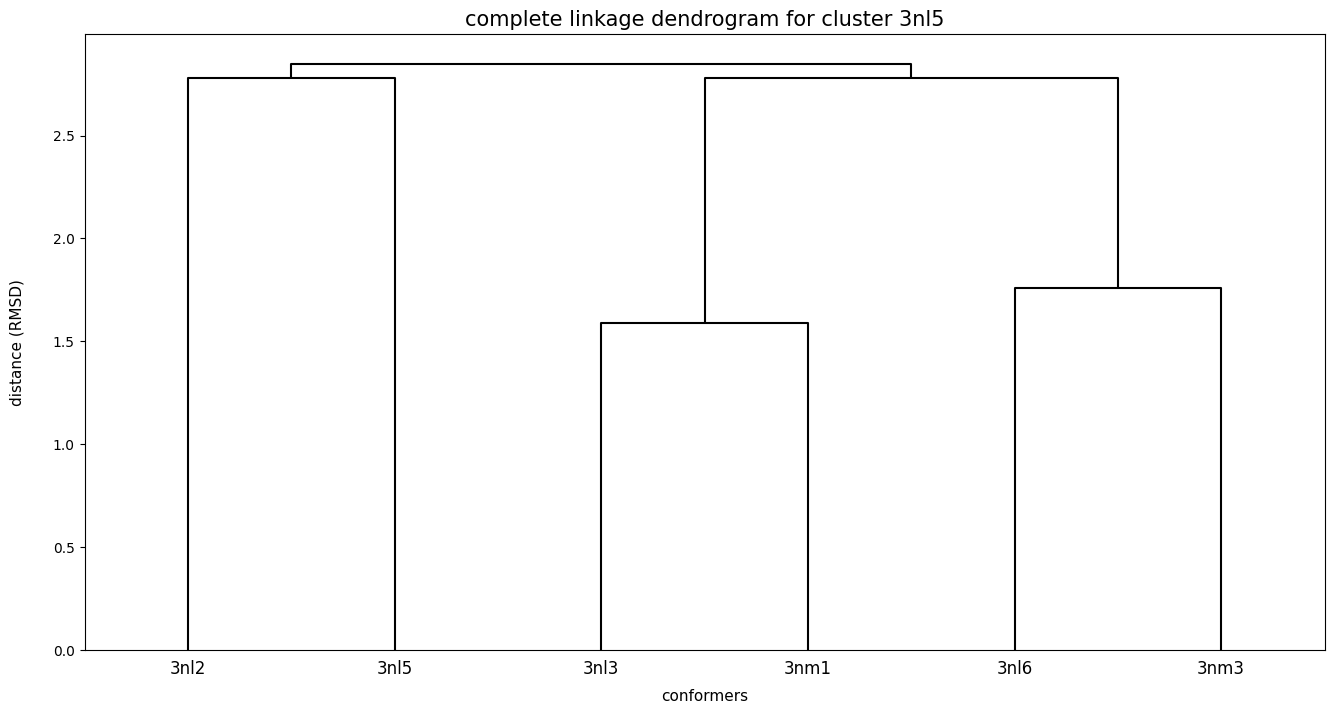 complete linkage dendrogram for cluster 3nl5
distance (RMSD)
2.5
2.0
1.5
1.0
0.5
0.0
3nl2 3nl5 3nl3 3nm1 3nl6 3nm3
conformers